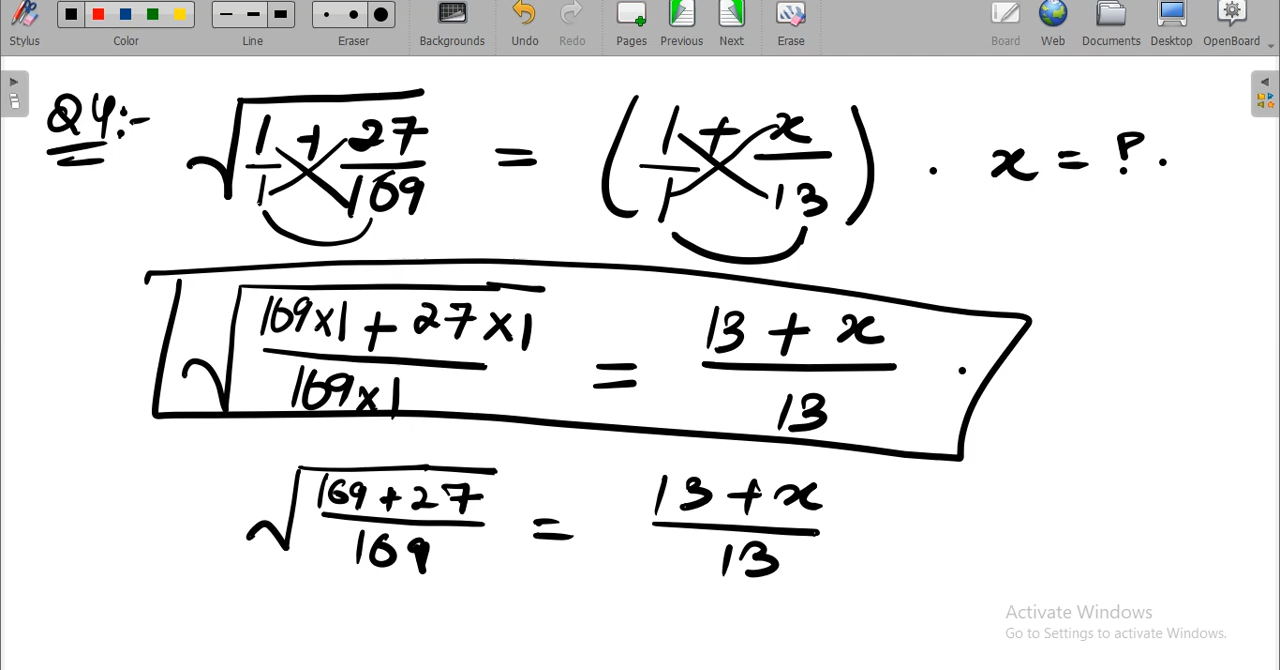 Stylus Color Line Eraser Backgrounds Undo Redo Pages Previous Next Erase Board Web Documents Desktop OpenBoard
Q4:- √(1/1 + 27/169) = (1/1 + x/13) . x = ? .
√((169×1 + 27×1)/(169×1)) = (13 + x)/13 .
√((169+27)/169) = (13+x)/13
Activate Windows
Go to Settings to activate Windows.